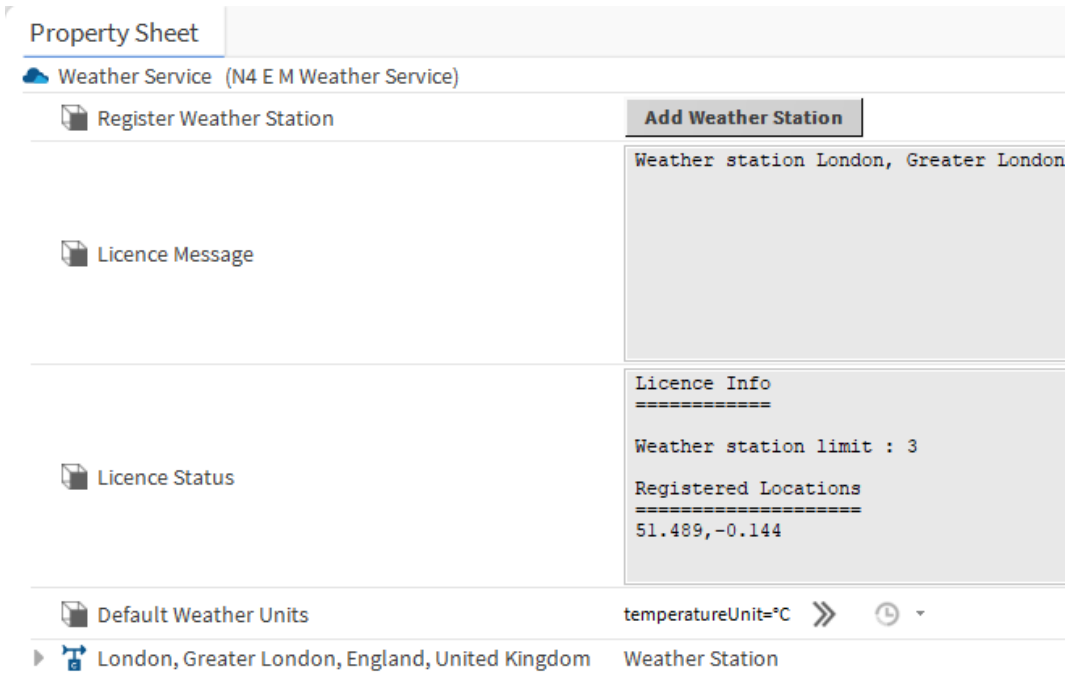 Property Sheet
Weather Service (N4 E M Weather Service)
Register Weather Station Add Weather Station
Licence Message
Weather station London, Greater London
Licence Status
Licence Info
============
Weather station limit : 3
Registered Locations
====================
51.489,-0.144
Default Weather Units temperatureUnit=°C
London, Greater London, England, United Kingdom Weather Station